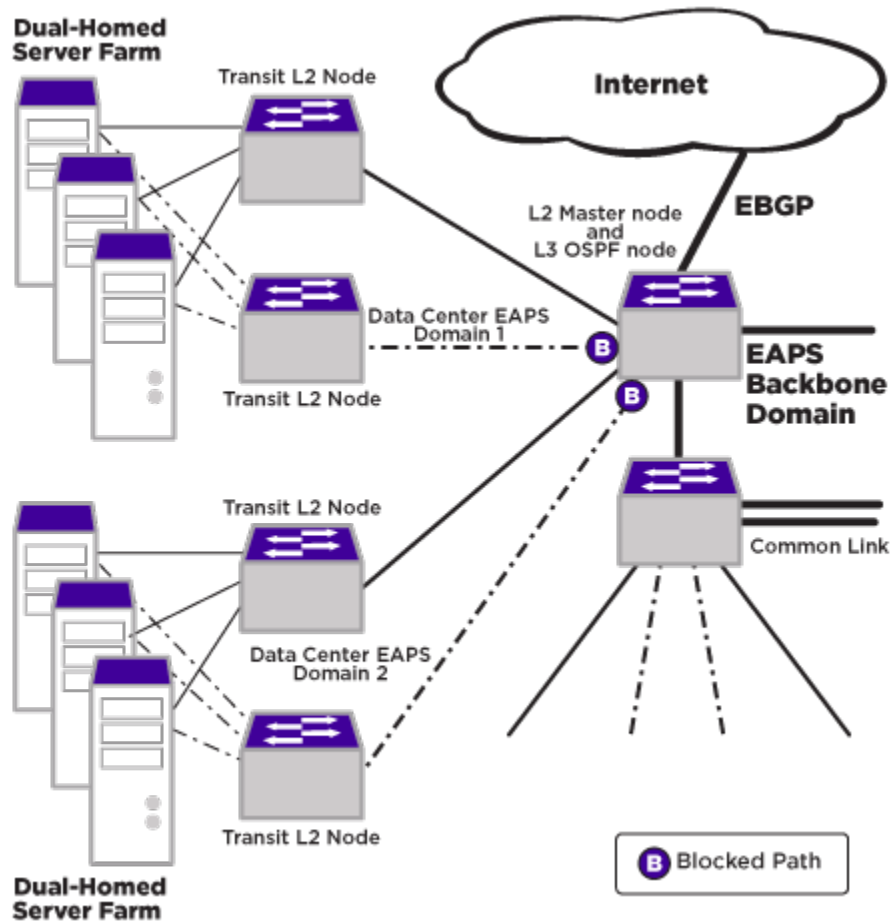 Dual-Homed
Server Farm
Transit L2 Node
Internet
L2 Master node
and
L3 OSPF node
EBGP
Data Center EAPS
Domain 1
B
B
EAPS
Backbone
Domain
Transit L2 Node
Transit L2 Node
Common Link
Data Center EAPS
Domain 2
Transit L2 Node
B Blocked Path
Dual-Homed
Server Farm